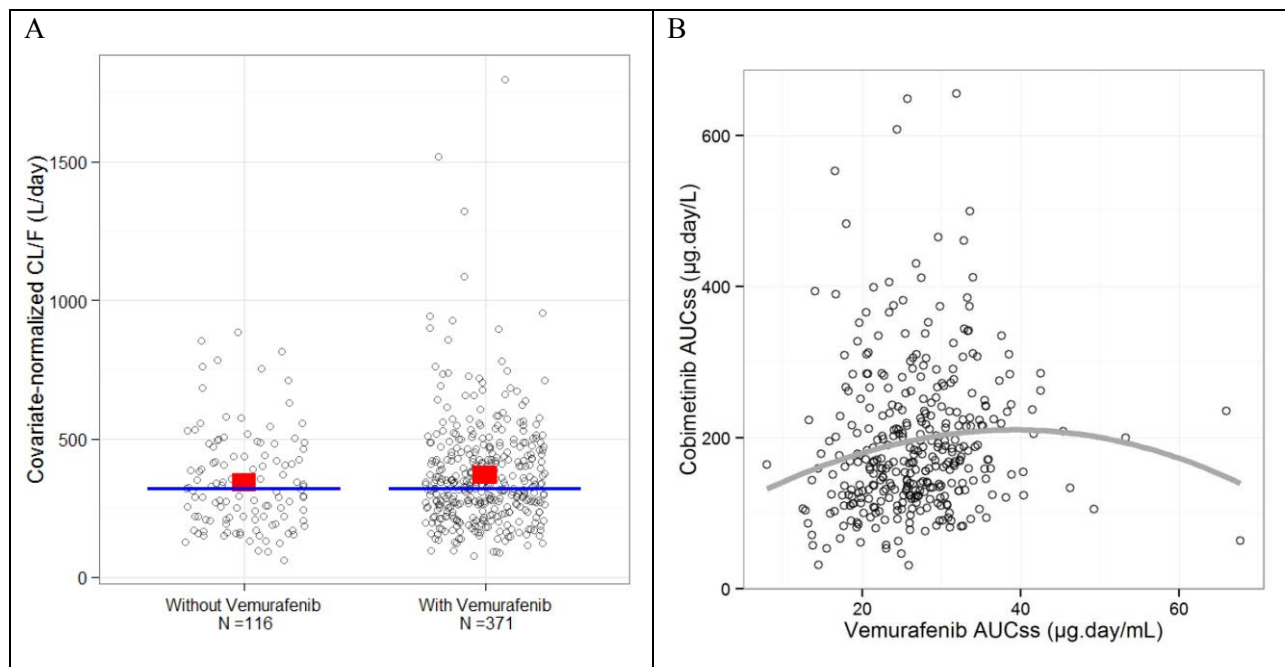 A
Covariate-normalized CL/F (L/day)
1500
1000
500
0
Without Vemurafenib
N =116
With Vemurafenib
N =371
B
Cobimetinib AUCss (µg.day/L)
600
400
200
0
20
40
60
Vemurafenib AUCss (µg.day/mL)